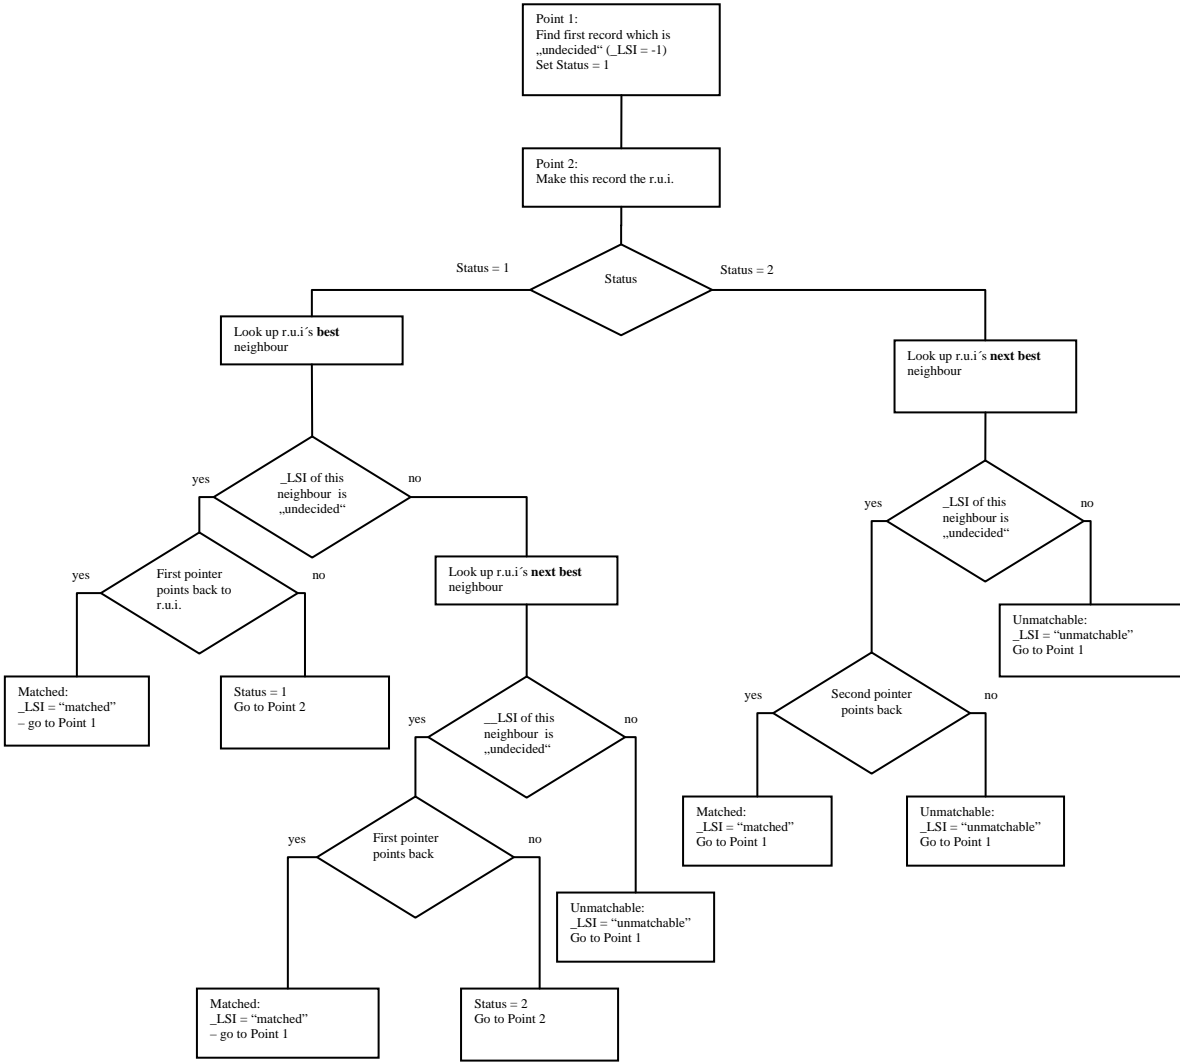 Point 1:
Find first record which is
„undecided“ (_LSI = -1)
Set Status = 1
Point 2:
Make this record the r.u.i.
Status = 1
Status
Status = 2
Look up r.u.i´s best
neighbour
Look up r.u.i´s next best
neighbour
yes
_LSI of this
neighbour is
„undecided“
no
yes
_LSI of this
neighbour is
„undecided“
no
yes
First pointer
points back to
r.u.i.
no
Look up r.u.i´s next best
neighbour
Unmatchable:
_LSI = “unmatchable”
Go to Point 1
Matched:
_LSI = “matched”
– go to Point 1
Status = 1
Go to Point 2
yes
__LSI of this
neighbour is
„undecided“
no
yes
Second pointer
points back
no
Matched:
_LSI = “matched”
Go to Point 1
Unmatchable:
_LSI = “unmatchable”
Go to Point 1
yes
First pointer
points back
no
Unmatchable:
_LSI = “unmatchable”
Go to Point 1
Matched:
_LSI = “matched”
– go to Point 1
Status = 2
Go to Point 2